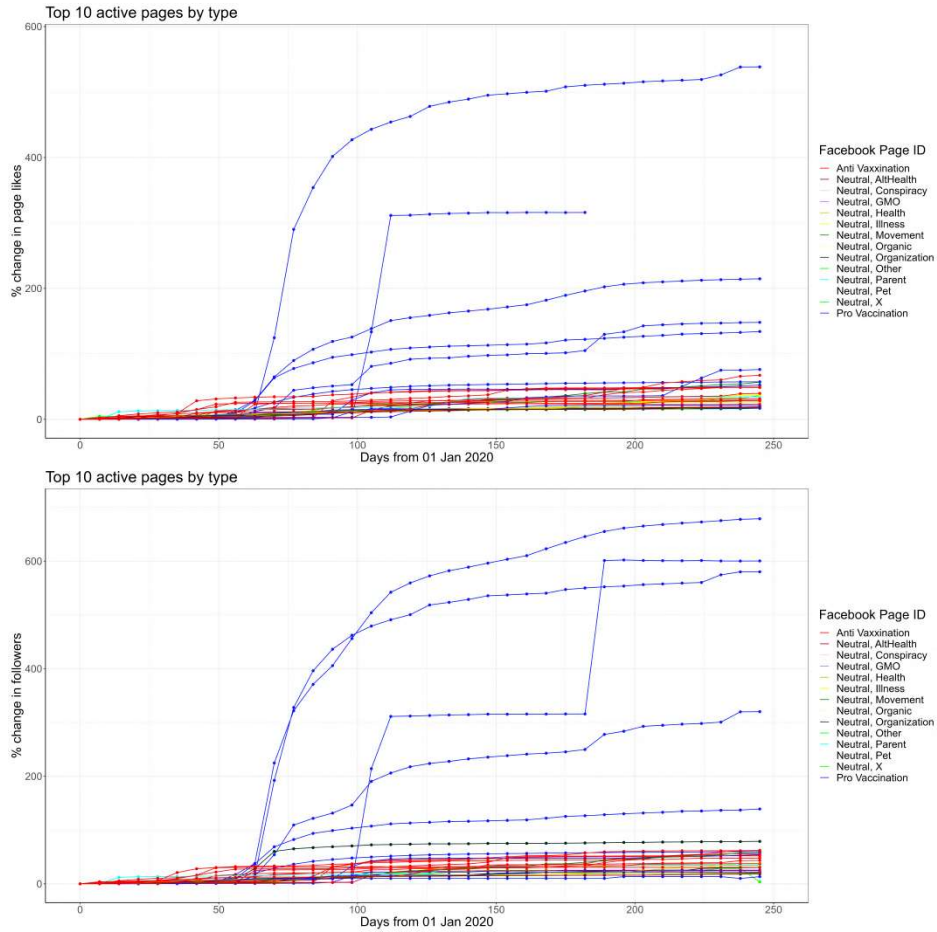 Top 10 active pages by type
600
400
200
0
% change in page likes
0 50 100 150 200 250
Days from 01 Jan 2020
Facebook Page ID
Anti Vaxxination
Neutral, AltHealth
Neutral, Conspiracy
Neutral, GMO
Neutral, Health
Neutral, Illness
Neutral, Movement
Neutral, Organic
Neutral, Organization
Neutral, Other
Neutral, Parent
Neutral, Pet
Neutral, X
Pro Vaccination
Top 10 active pages by type
600
400
200
0
% change in followers
0 50 100 150 200 250
Days from 01 Jan 2020
Facebook Page ID
Anti Vaxxination
Neutral, AltHealth
Neutral, Conspiracy
Neutral, GMO
Neutral, Health
Neutral, Illness
Neutral, Movement
Neutral, Organic
Neutral, Organization
Neutral, Other
Neutral, Parent
Neutral, Pet
Neutral, X
Pro Vaccination